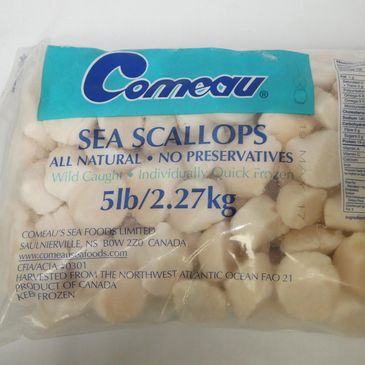 Comeau®
SEA SCALLOPS
ALL NATURAL • NO PRESERVATIVES
Wild Caught • Individually Quick Frozen
5lb/2.27kg
COMEAU'S SEA FOODS LIMITED
SAULNIERVILLE, NS B0W 2Z0 CANADA
www.comeauseafoods.com
CFIA/ACIA #0301
HARVESTED FROM THE NORTHWEST ATLANTIC OCEAN FAO 21
PRODUCT OF CANADA
KEEP FROZEN